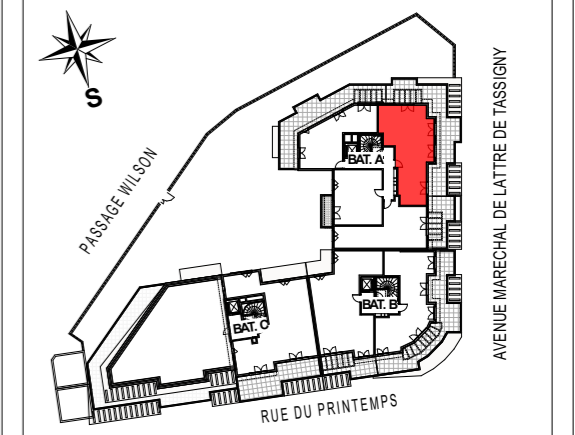 S
PASSAGE WILSON
AVENUE MARECHAL DE LATTRE DE TASSIGNY
BAT. A
BAT. B
BAT. C
RUE DU PRINTEMPS